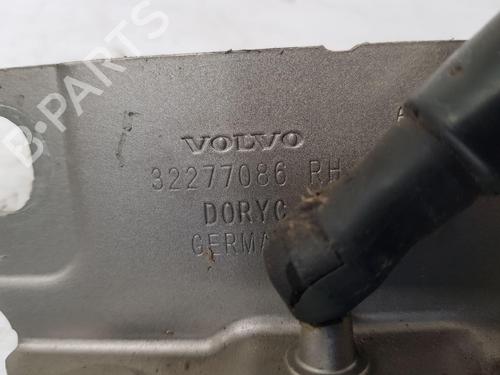 B-PARTS
VOLVO
32277086 RH
DORYC
GERMA